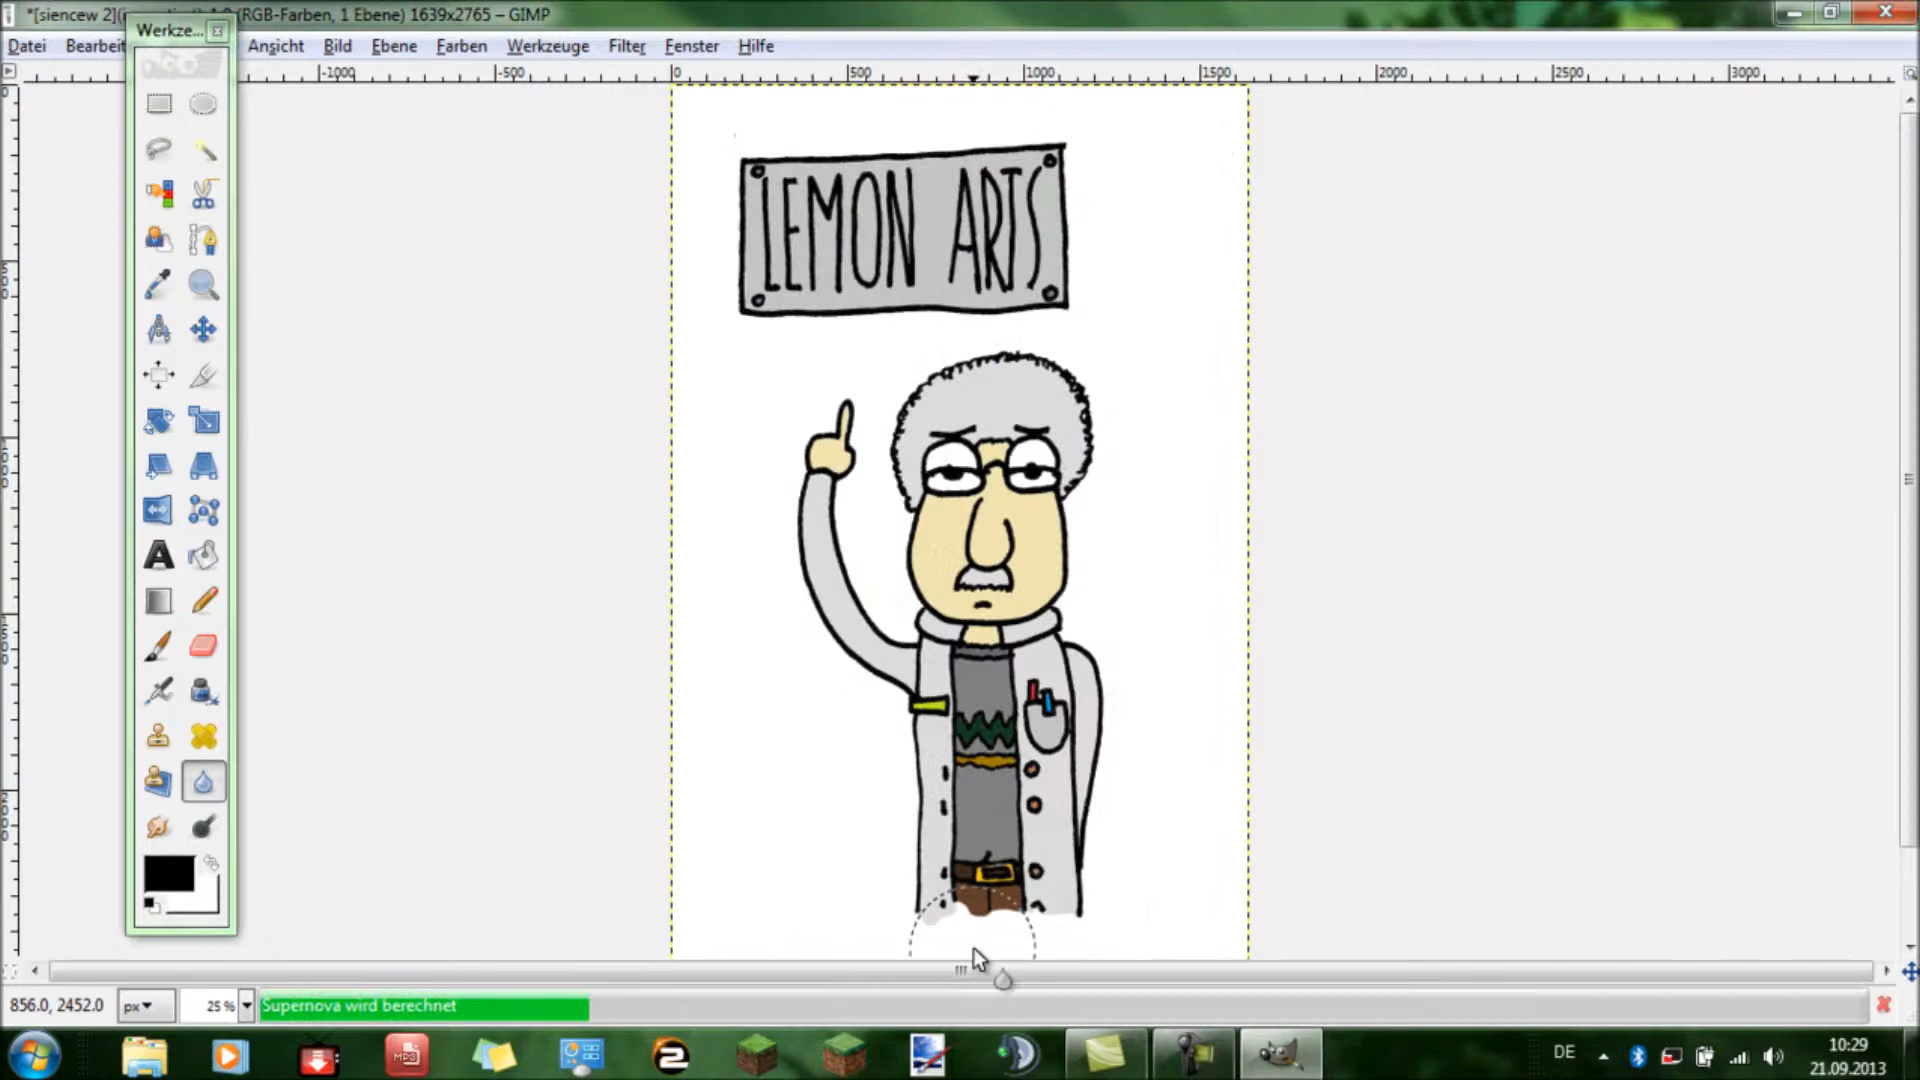 *[siencew 2] (RGB-Farben, 1 Ebene) 1639x2765 – GIMP
Werkze...
Datei Bearbeit Ansicht Bild Ebene Farben Werkzeuge Filter Fenster Hilfe
-1000 -500 0 500 1000 1500 2000 2500 3000
LEMON ARTS
856.0, 2452.0 px 25 % Supernova wird berechnet
MP3
2
DE
10:29
21.09.2013